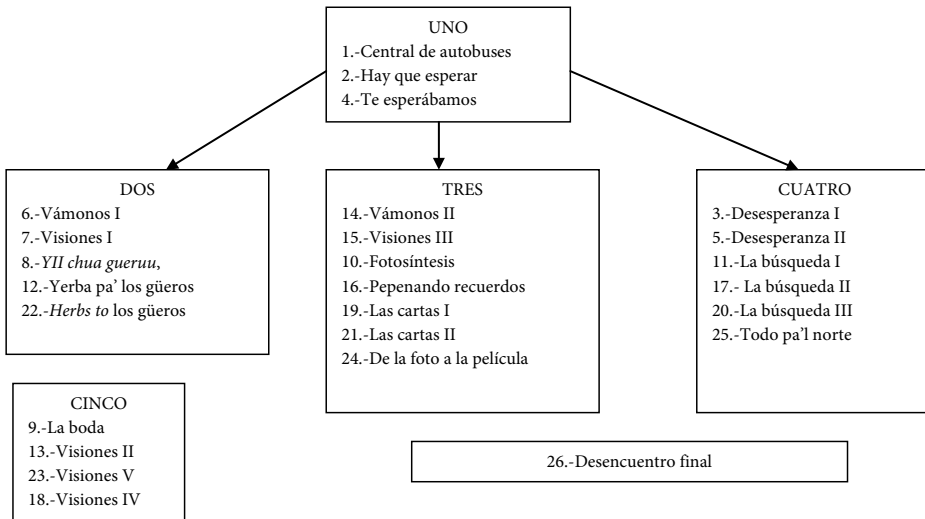 UNO
1.-Central de autobuses
2.-Hay que esperar
4.-Te esperábamos
DOS
6.-Vámonos I
7.-Visiones I
8.-YII chua gueruu,
12.-Yerba pa’ los güeros
22.-Herbs to los güeros
TRES
14.-Vámonos II
15.-Visiones III
10.-Fotosíntesis
16.-Pepenando recuerdos
19.-Las cartas I
21.-Las cartas II
24.-De la foto a la película
CUATRO
3.-Desesperanza I
5.-Desesperanza II
11.-La búsqueda I
17.- La búsqueda II
20.-La búsqueda III
25.-Todo pa’l norte
CINCO
9.-La boda
13.-Visiones II
23.-Visiones V
18.-Visiones IV
26.-Desencuentro final